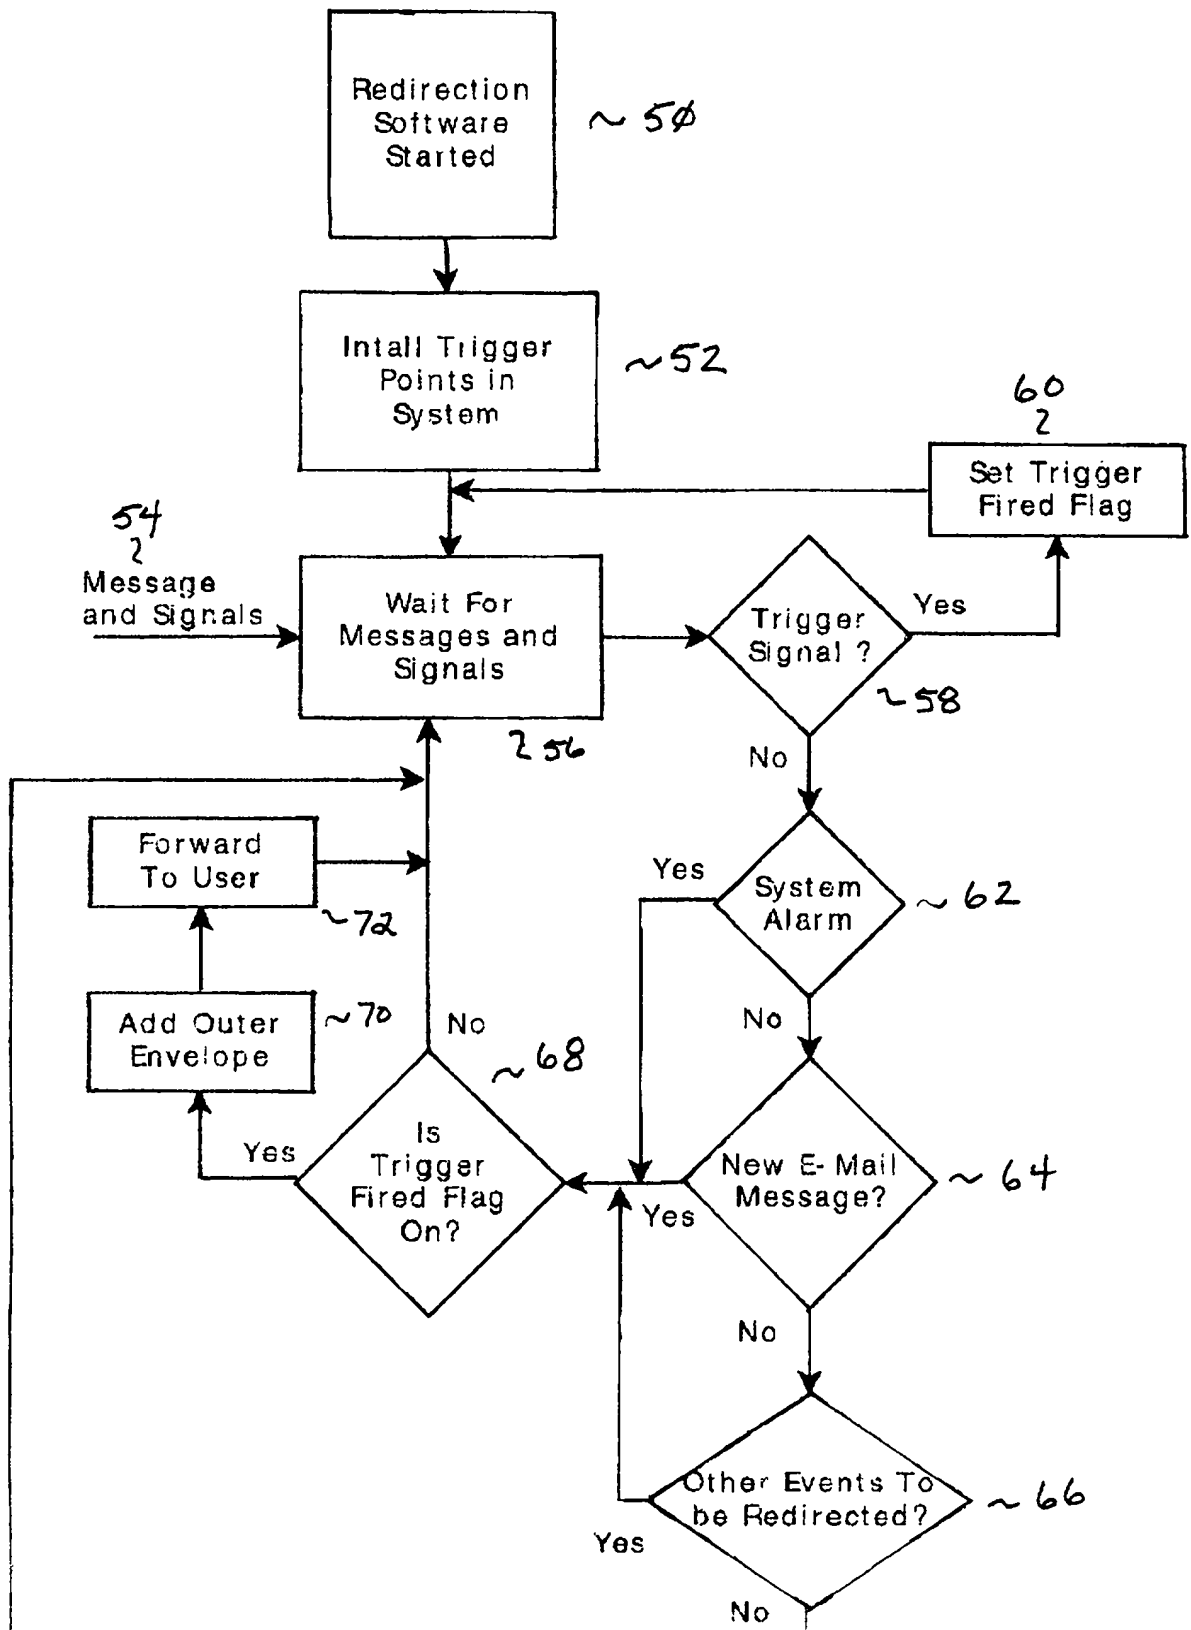 Redirection
Software
Started
~ 50
Intall Trigger
Points in
System
~52
60
Set Trigger
Fired Flag
54
Message
and Signals
Wait For
Messages and
Signals
56
Trigger
Signal ?
Yes
~58
No
System
Alarm
Yes
~ 62
No
Forward
To User
~72
Add Outer
Envelope
~70
No
~ 68
Is
Trigger
Fired Flag
On?
Yes
New E-Mail
Message?
Yes
~ 64
No
Other Events To
be Redirected?
Yes
~ 66
No